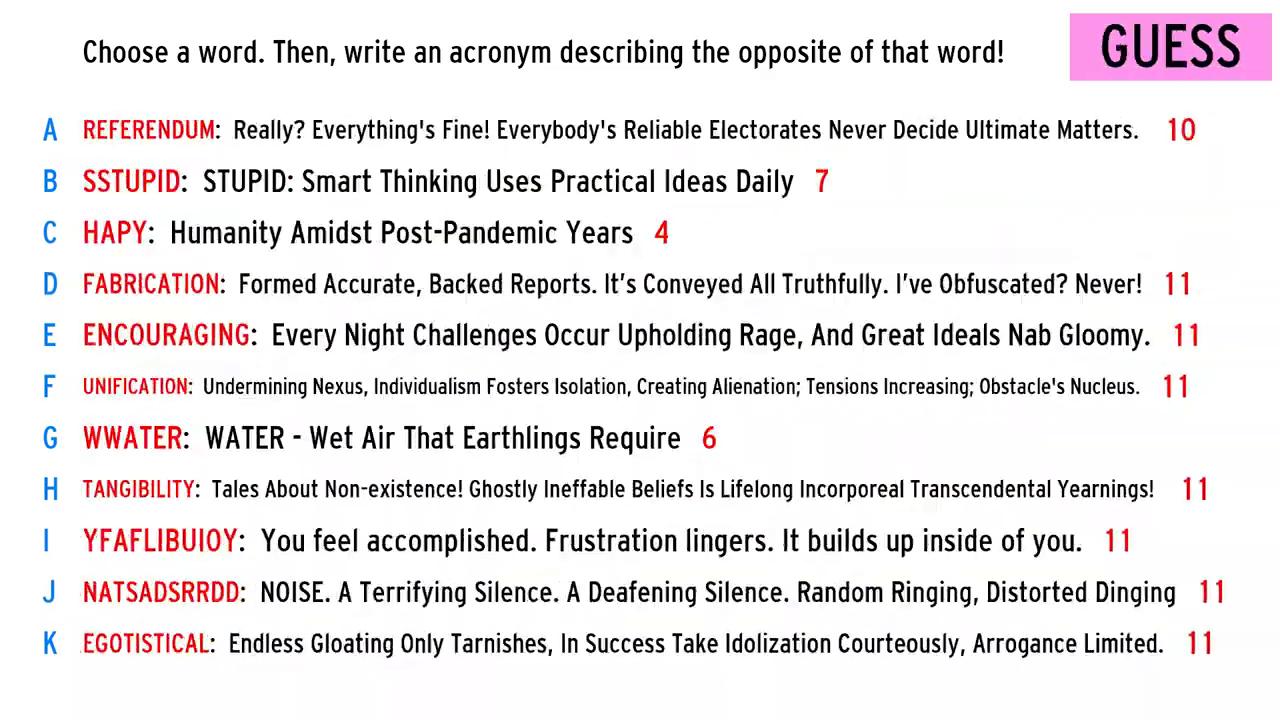 Choose a word. Then, write an acronym describing the opposite of that word!
GUESS
A REFERENDUM: Really? Everything's Fine! Everybody's Reliable Electorates Never Decide Ultimate Matters. 10
B SSTUPID: STUPID: Smart Thinking Uses Practical Ideas Daily 7
C HAPY: Humanity Amidst Post-Pandemic Years 4
D FABRICATION: Formed Accurate, Backed Reports. It’s Conveyed All Truthfully. I’ve Obfuscated? Never! 11
E ENCOURAGING: Every Night Challenges Occur Upholding Rage, And Great Ideals Nab Gloomy. 11
F UNIFICATION: Undermining Nexus, Individualism Fosters Isolation, Creating Alienation; Tensions Increasing; Obstacle's Nucleus. 11
G WWATER: WATER - Wet Air That Earthlings Require 6
H TANGIBILITY: Tales About Non-existence! Ghostly Ineffable Beliefs Is Lifelong Incorporeal Transcendental Yearnings! 11
I YFAFLIBUIOY: You feel accomplished. Frustration lingers. It builds up inside of you. 11
J NATSADSRRDD: NOISE. A Terrifying Silence. A Deafening Silence. Random Ringing, Distorted Dinging 11
K EGOTISTICAL: Endless Gloating Only Tarnishes, In Success Take Idolization Courteously, Arrogance Limited. 11